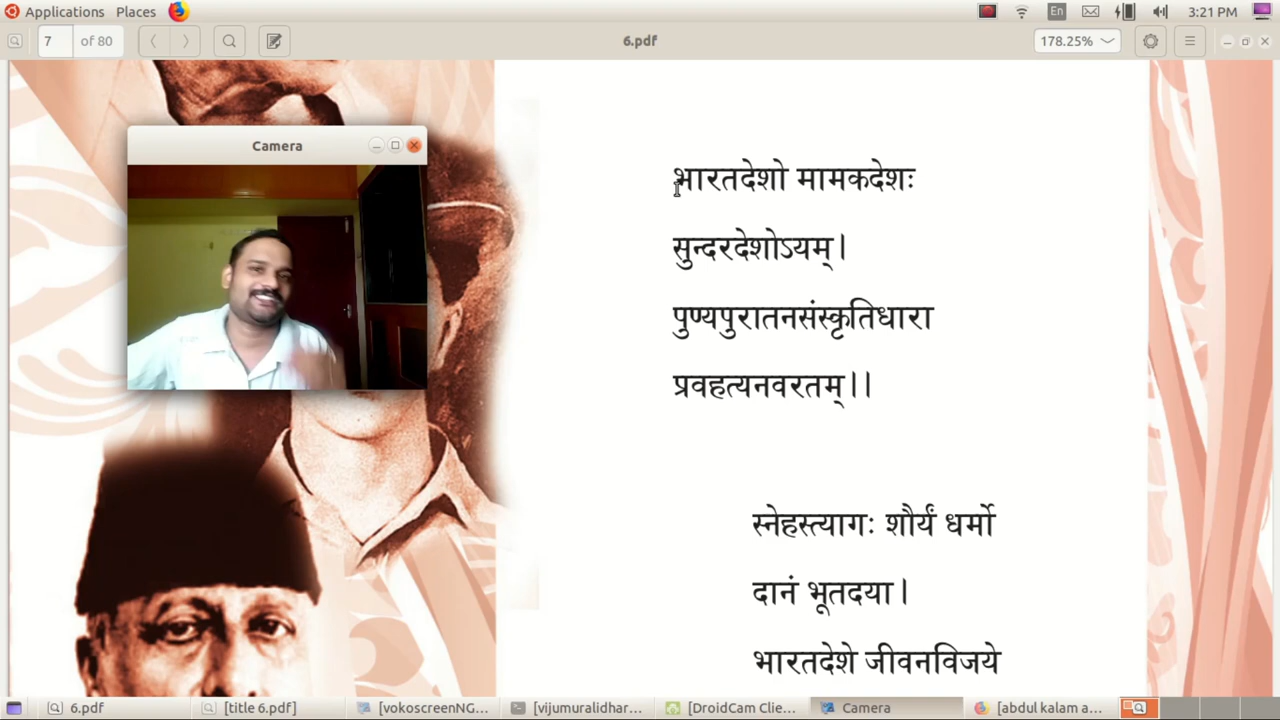 Applications Places En 3:21 PM
7 of 80 6.pdf 178.25%
Camera
भारतदेशो मामकदेशः
सुन्दरदेशोऽयम्।
पुण्यपुरातनसंस्कृतिधारा
प्रवहत्यनवरतम्।।
स्नेहस्त्यागः शौर्यं धर्मो
दानं भूतदया।
भारतदेशे जीवनविजये
6.pdf [title 6.pdf] [vokoscreenNG... [vijumuralidhar... [DroidCam Clie... Camera [abdul kalam a...